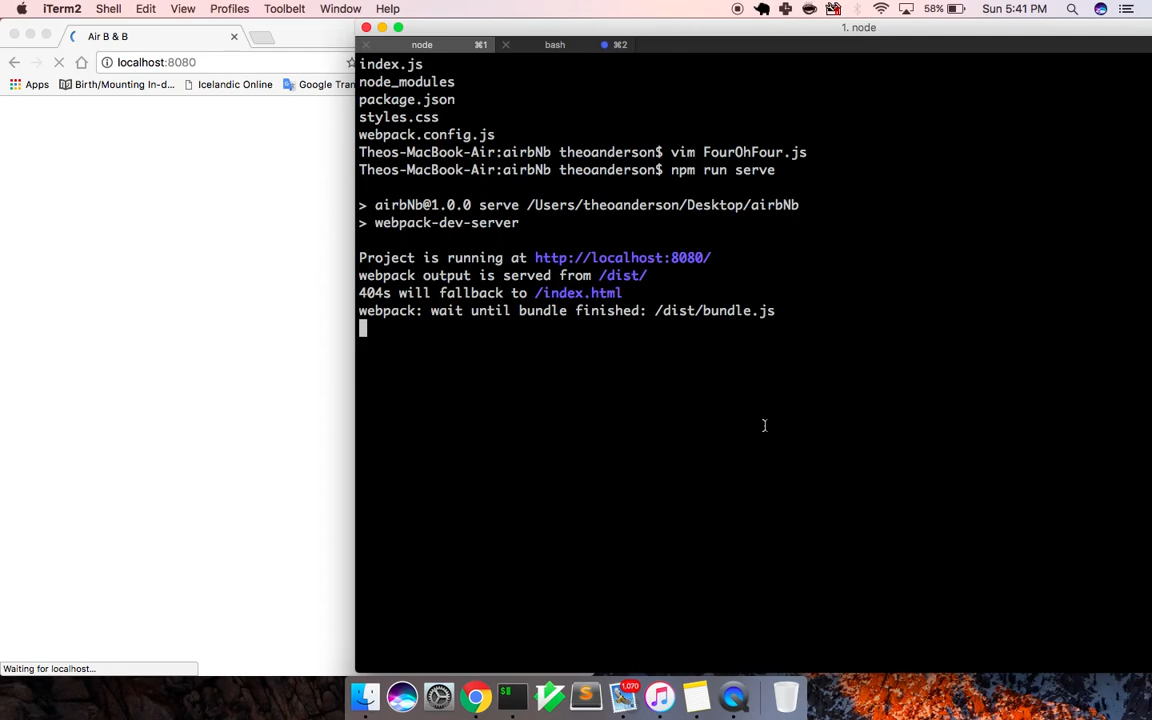 iTerm2 Shell Edit View Profiles Toolbelt Window Help 58% Sun 5:41 PM
1. node
Air B & B
node ⌘1 bash ⌘2
localhost:8080
Apps Birth/Mounting In-d... Icelandic Online Google Tran
index.js
node_modules
package.json
styles.css
webpack.config.js
Theos-MacBook-Air:airbNb theoanderson$ vim FourOhFour.js
Theos-MacBook-Air:airbNb theoanderson$ npm run serve
> airbNb@1.0.0 serve /Users/theoanderson/Desktop/airbNb
> webpack-dev-server
Project is running at http://localhost:8080/
webpack output is served from /dist/
404s will fallback to /index.html
webpack: wait until bundle finished: /dist/bundle.js
Waiting for localhost...
1,070